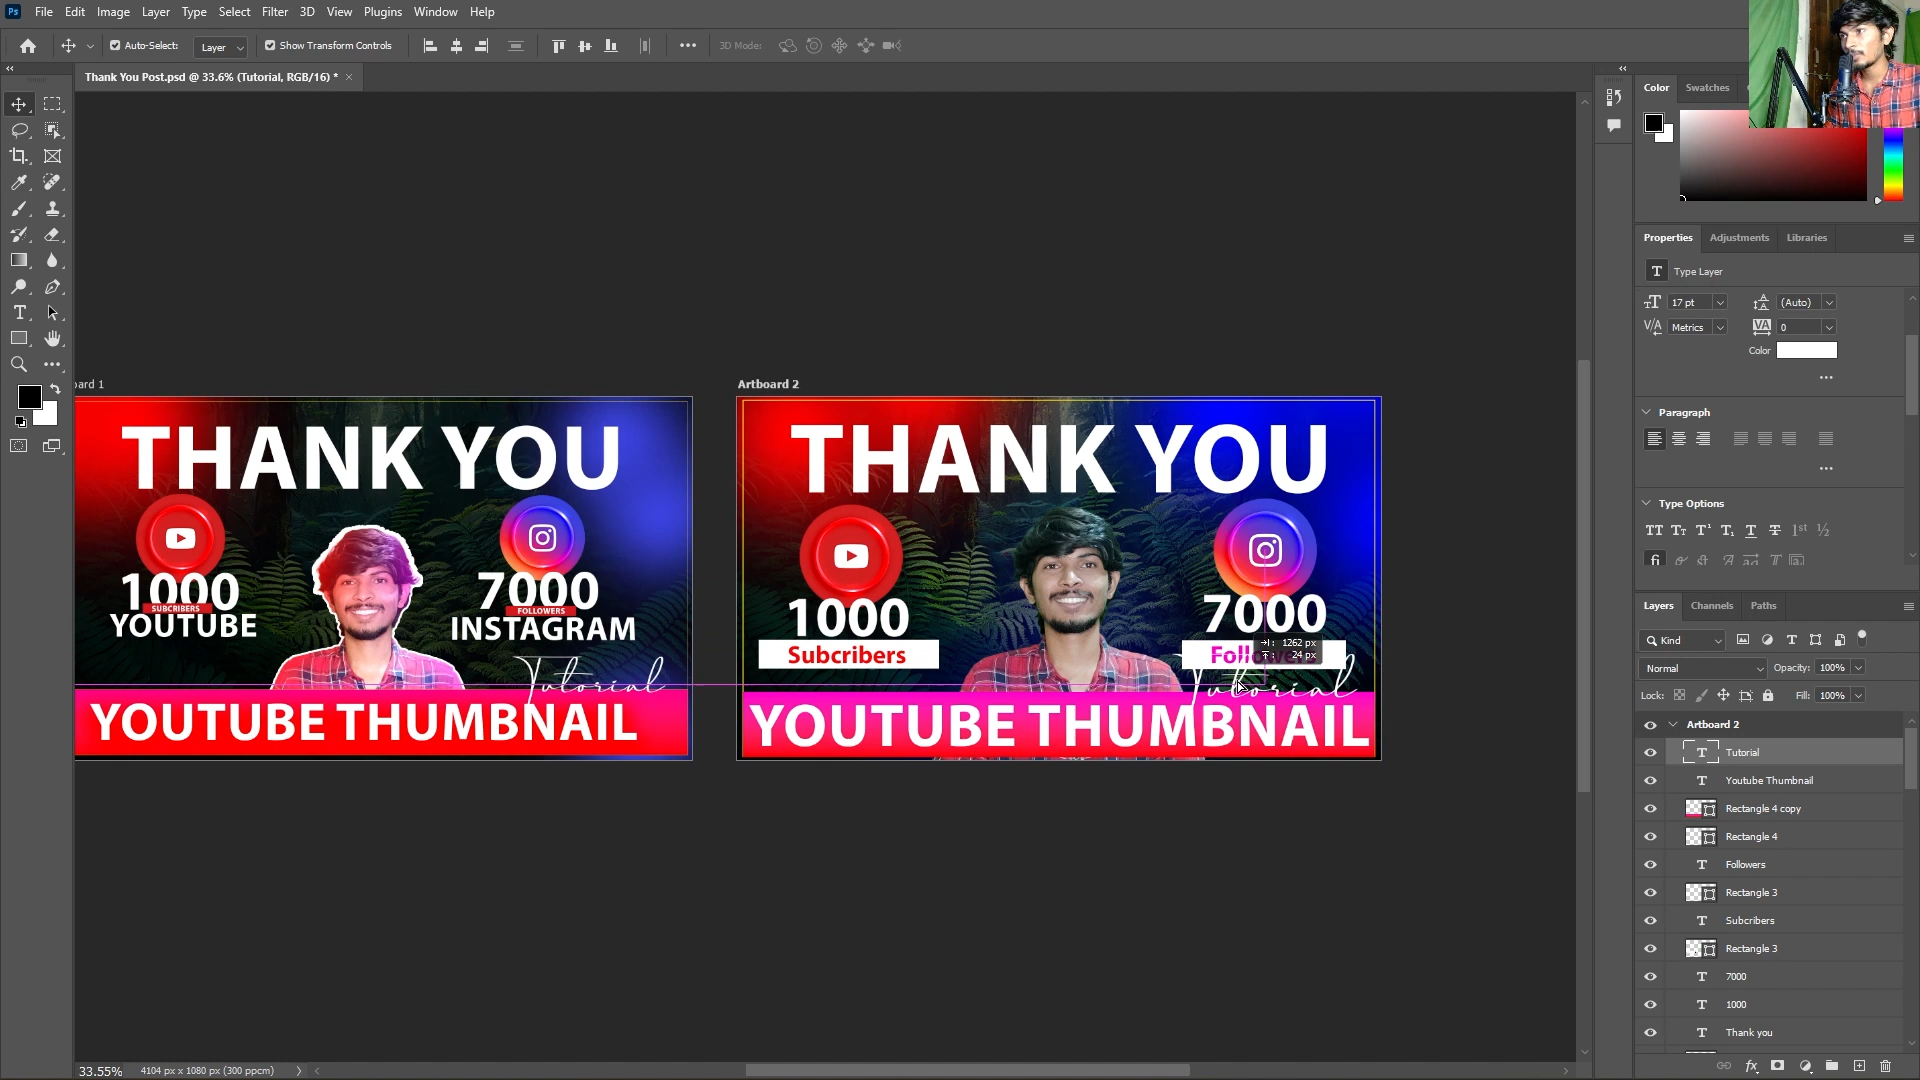 Ps File Edit Image Layer Type Select Filter 3D View Plugins Window Help
Auto-Select: Layer Show Transform Controls 3D Mode:
Thank You Post.psd @ 33.6% (Tutorial, RGB/16) *
Color Swatches
Properties Adjustments Libraries
T Type Layer
17 pt (Auto)
Metrics 0
Color
Paragraph
Type Options
1st ½
fi
board 1
THANK YOU
1000
SUBCRIBERS
YOUTUBE
7000
FOLLOWERS
INSTAGRAM
Tutorial
YOUTUBE THUMBNAIL
Artboard 2
THANK YOU
1000
Subcribers
7000
1262 px
24 px
Tutorial
YOUTUBE THUMBNAIL
Layers Channels Paths
Kind
Normal Opacity: 100%
Lock: Fill: 100%
Artboard 2
Tutorial
Youtube Thumbnail
Rectangle 4 copy
Rectangle 4
Followers
Rectangle 3
Subcribers
Rectangle 3
7000
1000
Thank you
fx
33.55% 4104 px x 1080 px (300 ppcm)